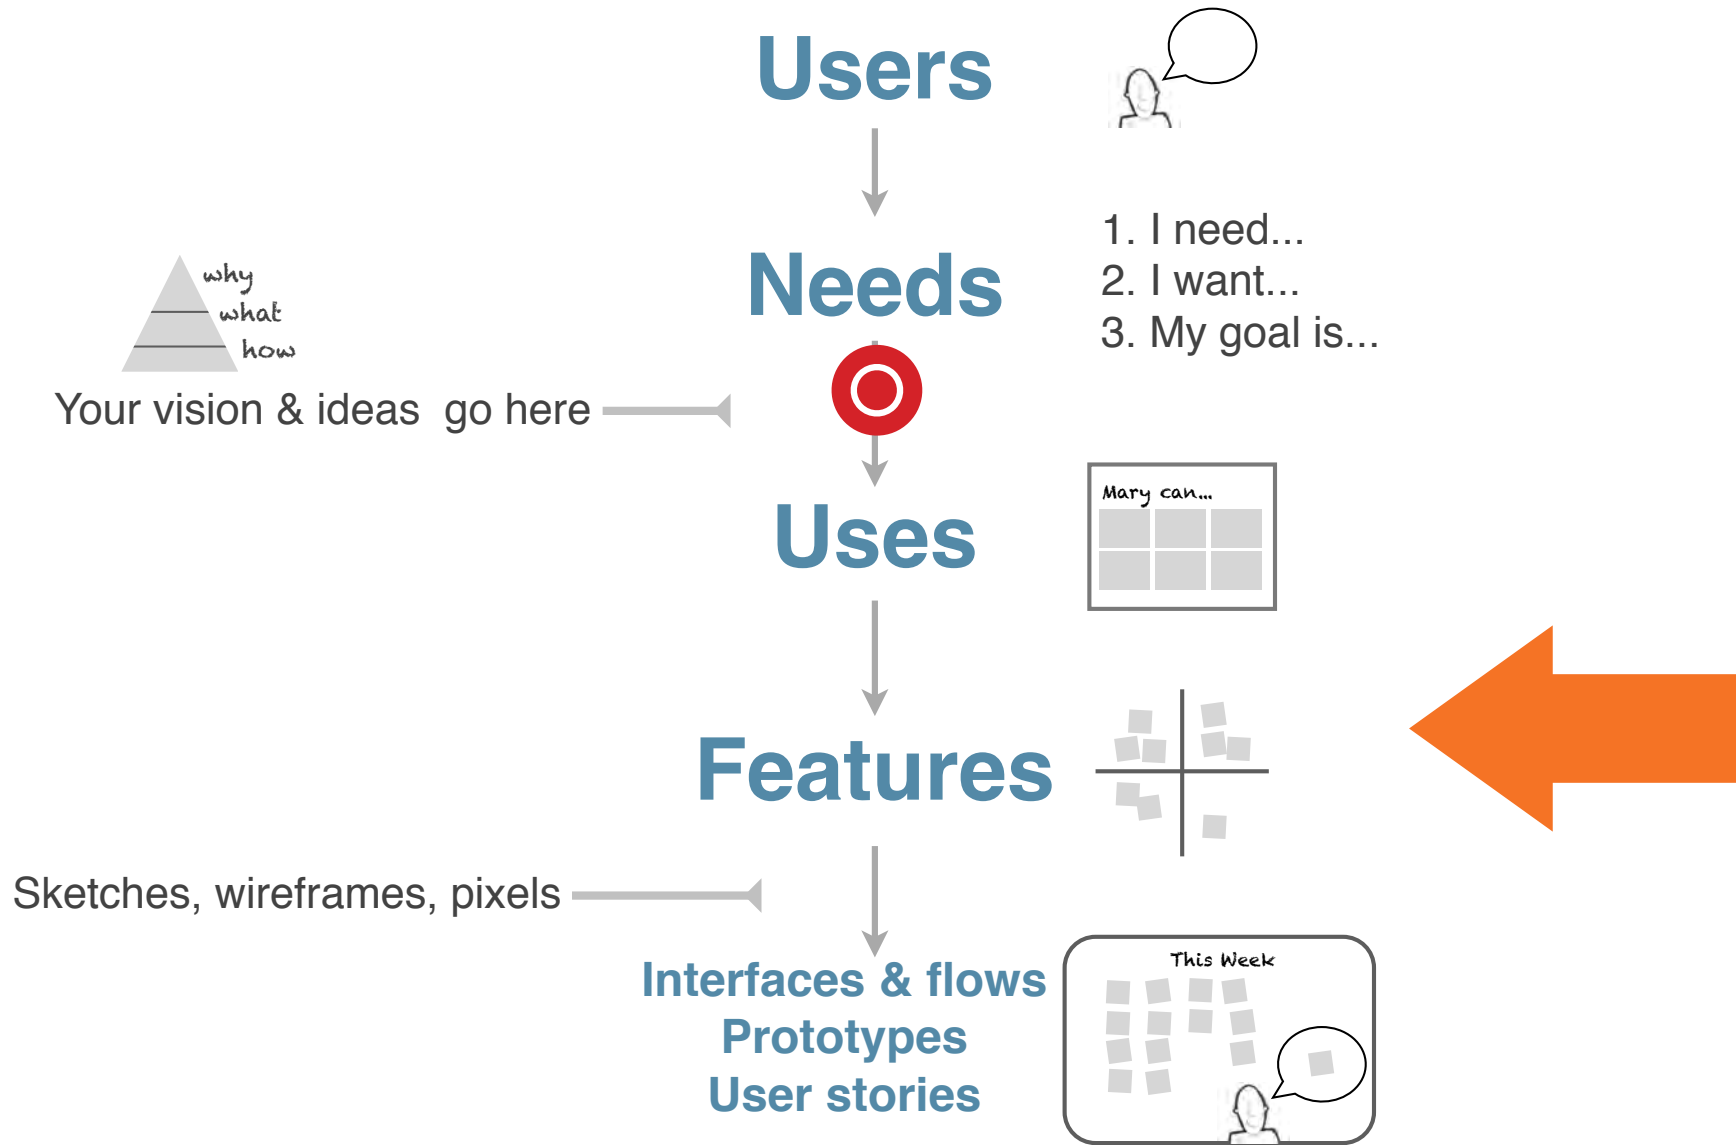 Users
Needs
1. I need...
2. I want...
3. My goal is...
why
what
how
Your vision & ideas go here
Uses
Mary can...
Features
Sketches, wireframes, pixels
Interfaces & flows
Prototypes
User stories
This Week